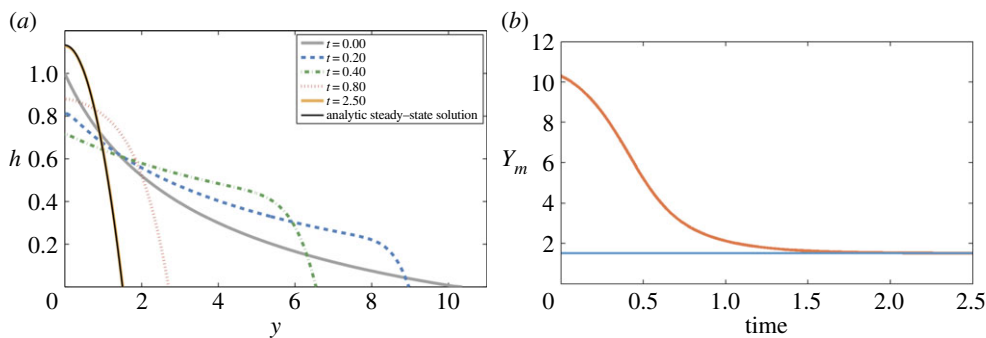 (a)
1.0
0.8
h 0.6
0.4
0.2
0 2 4 6 8 10
y
t = 0.00
t = 0.20
t = 0.40
t = 0.80
t = 2.50
analytic steady–state solution
(b)
12
10
8
Y_m 6
4
2
0 0.5 1.0 1.5 2.0 2.5
time